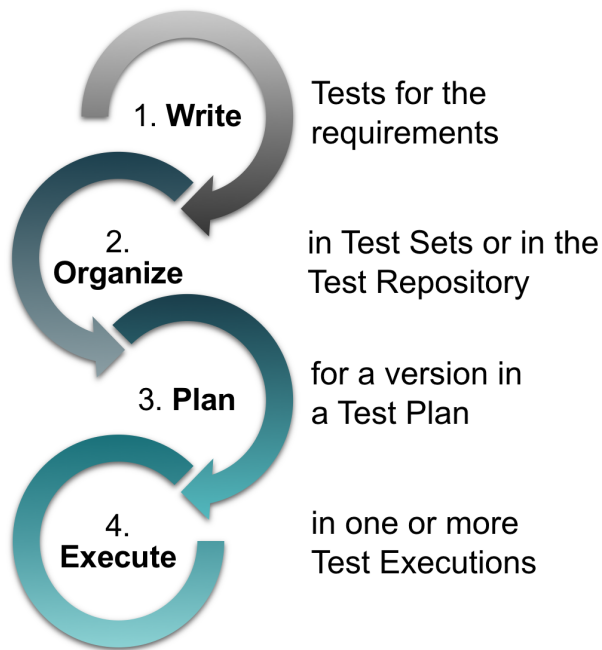 1. Write
Tests for the
requirements
2.
Organize
in Test Sets or in the
Test Repository
3. Plan
for a version in
a Test Plan
4.
Execute
in one or more
Test Executions